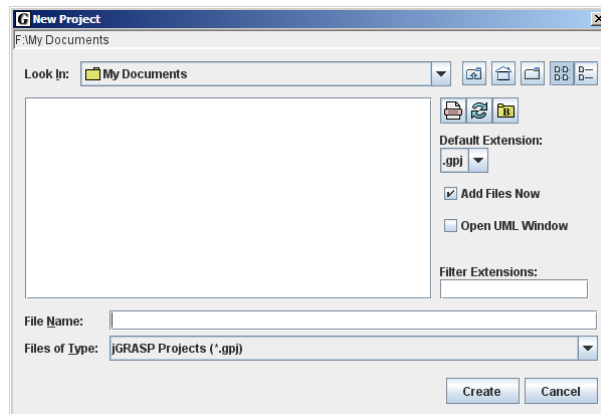 G New Project
F:\My Documents
Look In: My Documents
B
Default Extension:
.gpj
Add Files Now
Open UML Window
Filter Extensions:
File Name:
Files of Type: jGRASP Projects (*.gpj)
Create Cancel